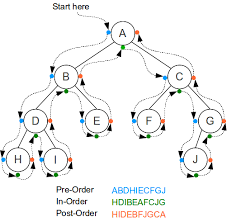 Start here
A
B
C
D
E
F
G
H
I
J
Pre-Order ABDHIECFGJ
In-Order HDIBEAFCJG
Post-Order HIDEBFJGCA